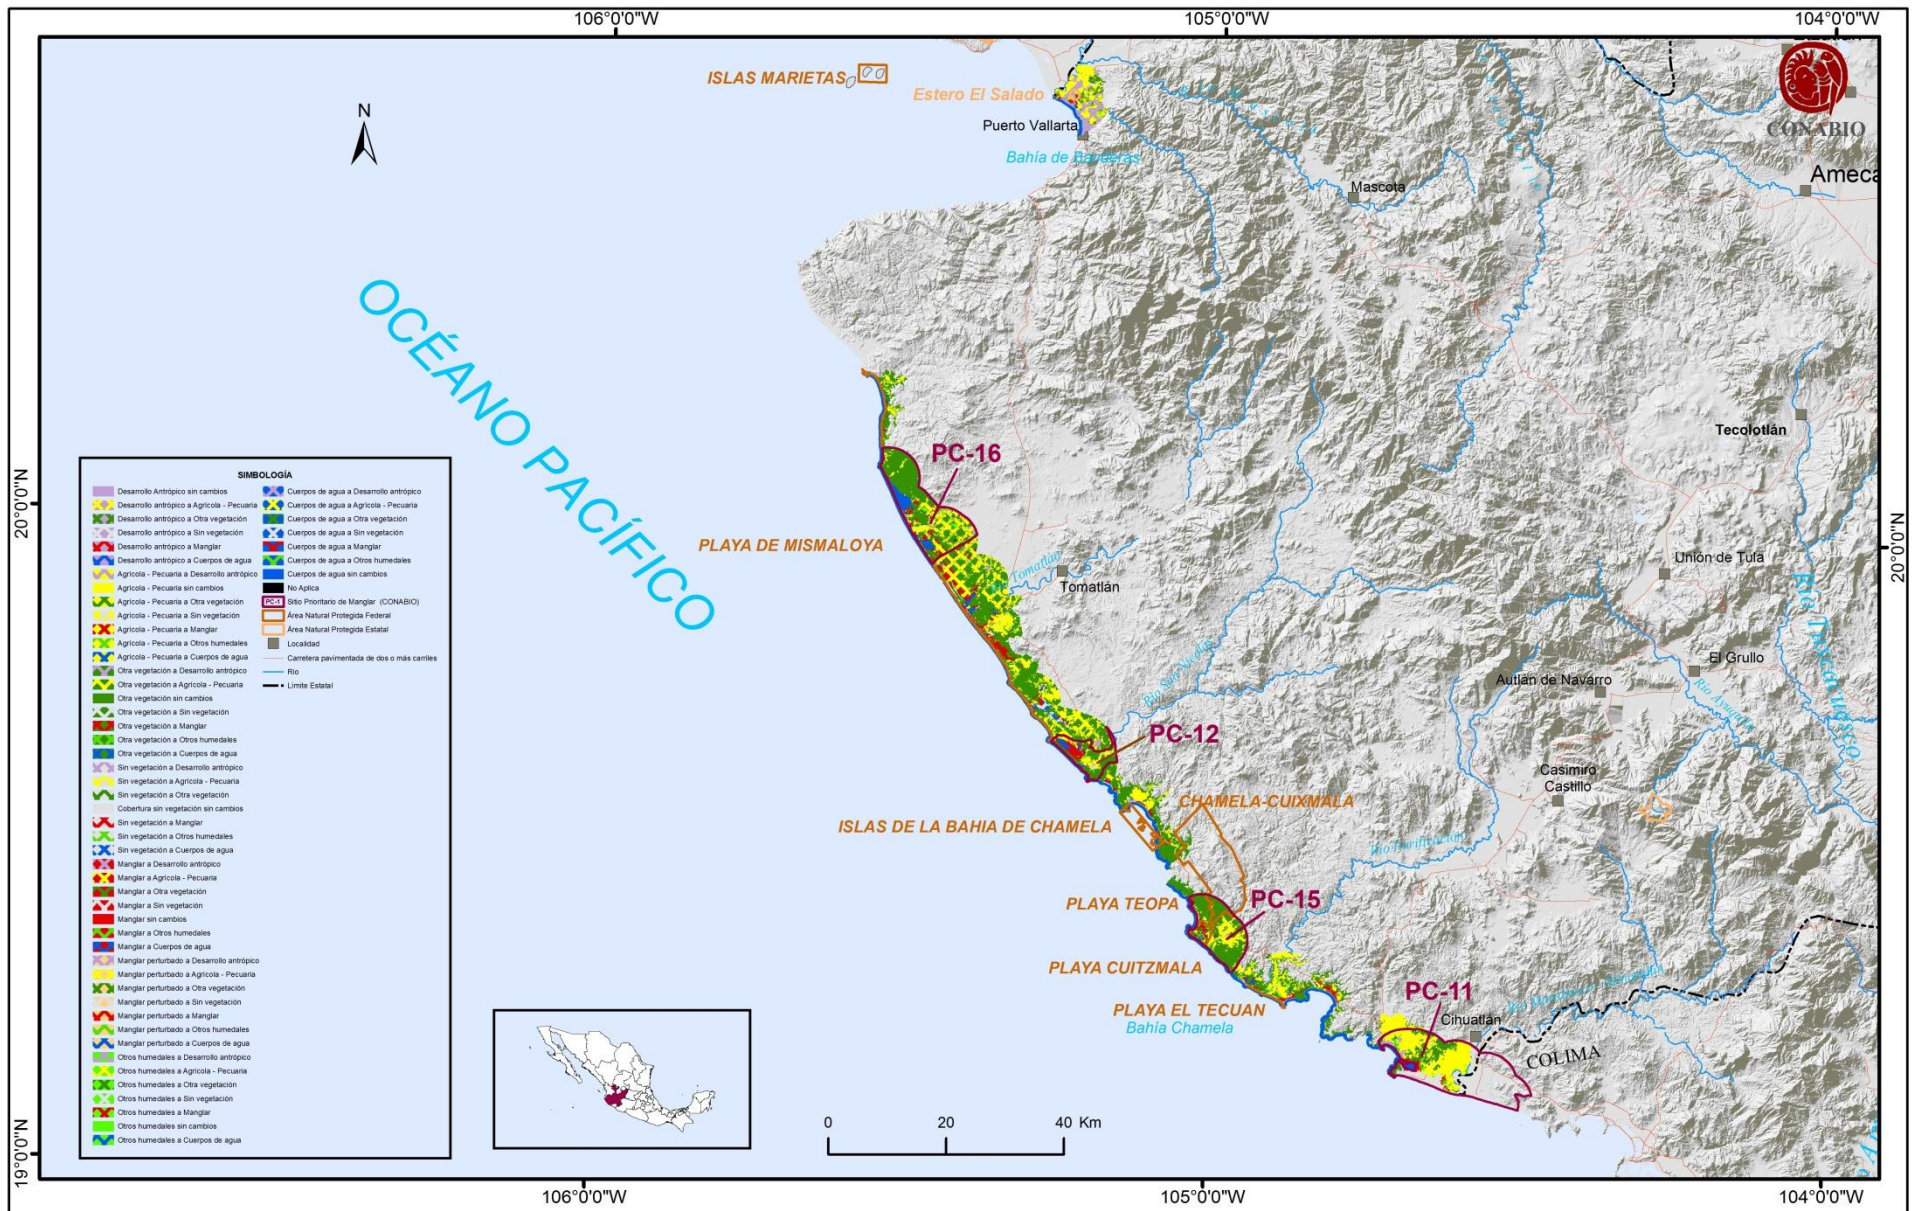 106°0'0"W
105°0'0"W
104°0'0"W
ISLAS MARIETAS
Estero El Salado
Puerto Vallarta
Bahía de Banderas
N
CONABIO
Ameca
Mascota
OCÉANO PACÍFICO
Tecolotlán
PC-16
20°0'0"N
20°0'0"N
PLAYA DE MISMALOYA
Río Tomatlán
Tomatlán
Unión de Tula
Río Tuxcacuesco
El Grullo
Autlán de Navarro
Río Ayuquila
Río San Nicolás
PC-12
Casimiro
Castillo
CHAMELA-CUIXMALA
ISLAS DE LA BAHIA DE CHAMELA
Río Purificación
PLAYA TEOPA
PC-15
PLAYA CUITZMALA
PC-11
PLAYA EL TECUAN
Bahía Chamela
Cihuatlán
COLIMA
SIMBOLOGÍA
Desarrollo Antrópico sin cambios
Desarrollo antrópico a Agrícola - Pecuaria
Desarrollo antrópico a Otra vegetación
Desarrollo antrópico a Sin vegetación
Desarrollo antrópico a Manglar
Desarrollo antrópico a Cuerpos de agua
Agrícola - Pecuaria a Desarrollo antrópico
Agrícola - Pecuaria sin cambios
Agrícola - Pecuaria a Otra vegetación
Agrícola - Pecuaria a Sin vegetación
Agrícola - Pecuaria a Manglar
Agrícola - Pecuaria a Otros humedales
Agrícola - Pecuaria a Cuerpos de agua
Otra vegetación a Desarrollo antrópico
Otra vegetación a Agrícola - Pecuaria
Otra vegetación sin cambios
Otra vegetación a Sin vegetación
Otra vegetación a Manglar
Otra vegetación a Otros humedales
Otra vegetación a Cuerpos de agua
Sin vegetación a Desarrollo antrópico
Sin vegetación a Agrícola - Pecuaria
Sin vegetación a Otra vegetación
Cobertura sin vegetación sin cambios
Sin vegetación a Manglar
Sin vegetación a Otros humedales
Sin vegetación a Cuerpos de agua
Manglar a Desarrollo antrópico
Manglar a Agrícola - Pecuaria
Manglar a Otra vegetación
Manglar a Sin vegetación
Manglar sin cambios
Manglar a Otros humedales
Manglar a Cuerpos de agua
Manglar perturbado a Desarrollo antrópico
Manglar perturbado a Agrícola - Pecuaria
Manglar perturbado a Otra vegetación
Manglar perturbado a Sin vegetación
Manglar perturbado a Manglar
Manglar perturbado a Otros humedales
Manglar perturbado a Cuerpos de agua
Otros humedales a Desarrollo antrópico
Otros humedales a Agrícola - Pecuaria
Otros humedales a Otra vegetación
Otros humedales a Sin vegetación
Otros humedales a Manglar
Otros humedales sin cambios
Otros humedales a Cuerpos de agua
Cuerpos de agua a Desarrollo antrópico
Cuerpos de agua a Agrícola - Pecuaria
Cuerpos de agua a Otra vegetación
Cuerpos de agua a Sin vegetación
Cuerpos de agua a Manglar
Cuerpos de agua a Otros humedales
Cuerpos de agua sin cambios
No Aplica
PC-1 Sitio Prioritario de Manglar (CONABIO)
Área Natural Protegida Federal
Área Natural Protegida Estatal
Localidad
Carretera pavimentada de dos o más carriles
Río
Límite Estatal
0 20 40 Km
19°0'0"N
19°0'0"N
106°0'0"W
105°0'0"W
104°0'0"W